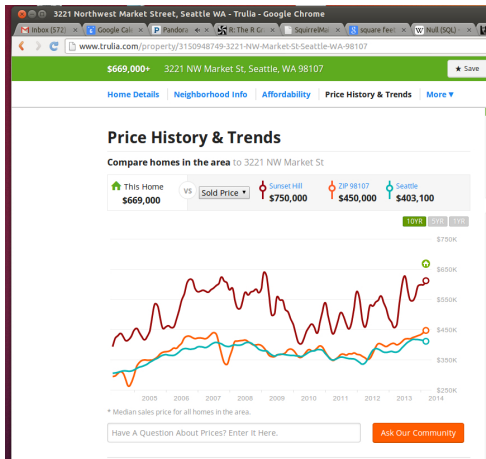 3221 Northwest Market Street, Seattle WA - Trulia - Google Chrome
Inbox (572) Google Calc Pandora R: The R Gr SquirrelMai square feet Null (SQL) -
www.trulia.com/property/3150948749-3221-NW-Market-St-Seattle-WA-98107
$669,000+ 3221 NW Market St, Seattle, WA 98107 ★ Save
Home Details Neighborhood Info Affordability Price History & Trends More ▼
Price History & Trends
Compare homes in the area to 3221 NW Market St
This Home VS Sold Price ▾ Sunset Hill ZIP 98107 Seattle
$669,000 $750,000 $450,000 $403,100
10YR 5YR 1YR
$750K
$650K
$550K
$450K
$350K
$250K
2005 2006 2007 2008 2009 2010 2011 2012 2013 2014
* Median sales price for all homes in the area.
Have A Question About Prices? Enter It Here. Ask Our Community